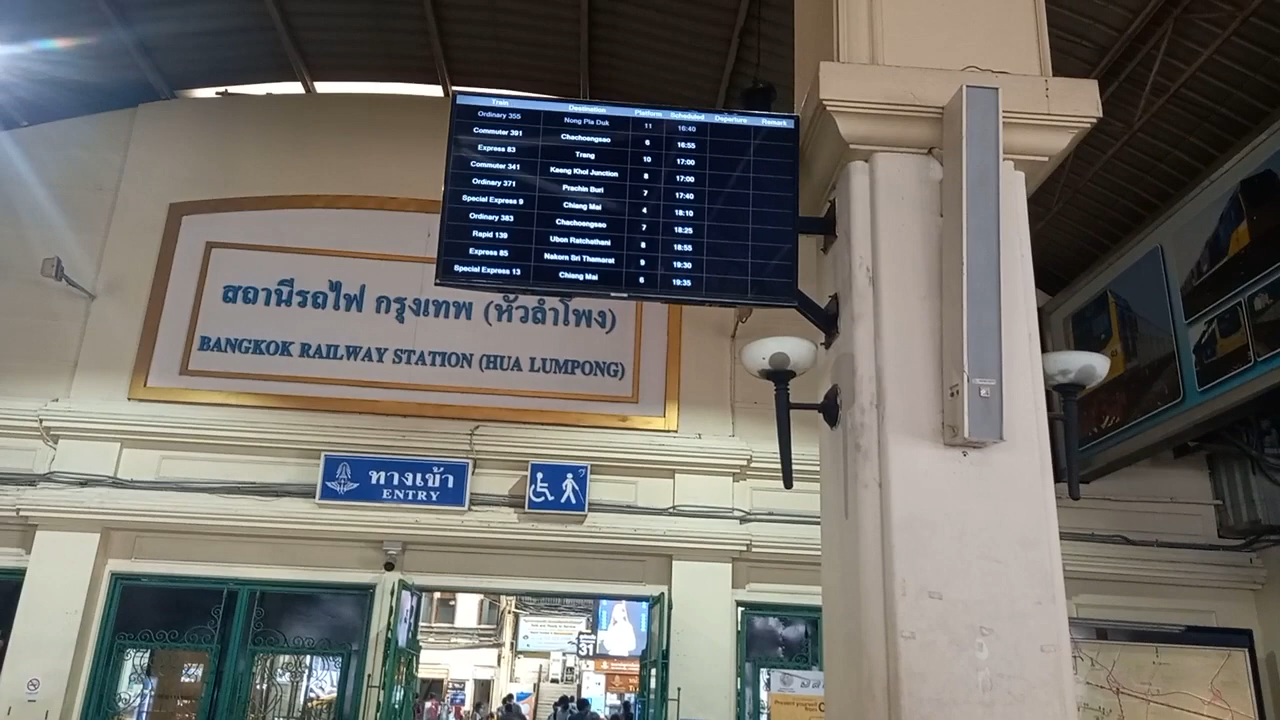 Train Destination Platform Scheduled Departure Remark
Ordinary 355 Nong Pla Duk 11 16:40
Commuter 391 Chachoengsao 6 16:55
Express 83 Trang 10 17:00
Commuter 341 Kaeng Khoi Junction 8 17:00
Ordinary 371 Prachin Buri 7 17:40
Special Express 9 Chiang Mai 4 18:10
Ordinary 383 Chachoengsao 7 18:25
Rapid 139 Ubon Ratchathani 8 18:55
Express 85 Nakorn Sri Thamarat 9 19:30
Special Express 13 Chiang Mai 6 19:35
สถานีรถไฟ กรุงเทพ (หัวลำโพง)
BANGKOK RAILWAY STATION (HUA LUMPONG)
ทางเข้า
ENTRY
31